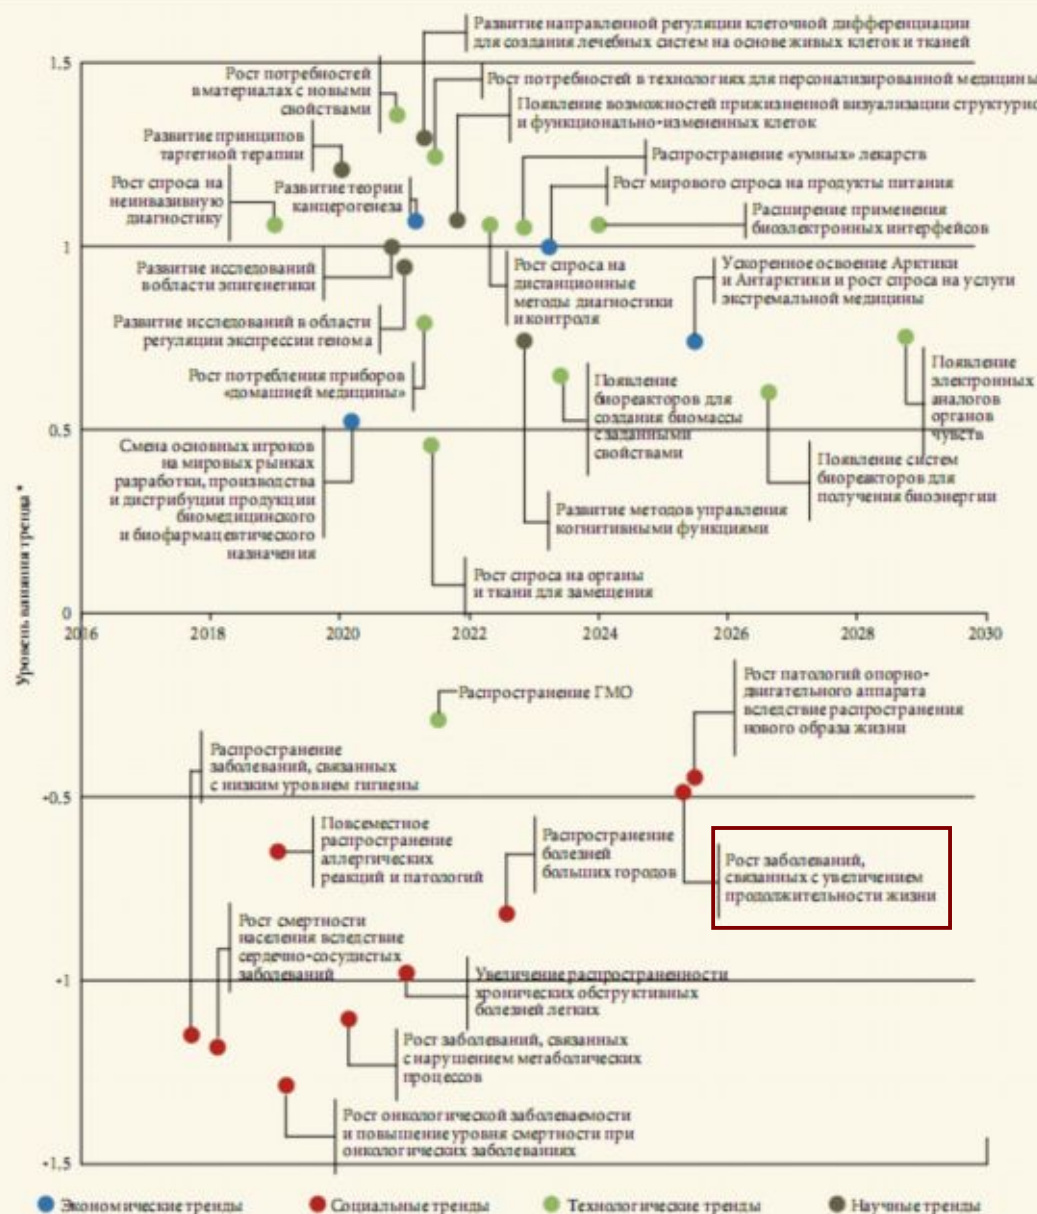 Развитие направленной регуляции клеточной дифференциации
для создания лечебных систем на основе живых клеток и тканей
1,5
Рост потребностей
в материалах с новыми
свойствами
Рост потребностей в технологиях для персонализированной медицины
Появление возможностей прижизненной визуализации структурно
и функционально-измененных клеток
Развитие принципов
таргетной терапии
Распространение «умных» лекарств
Рост спроса на
неинвазивную
диагностику
Развитие теории
канцерогенеза
Рост мирового спроса на продукты питания
Расширение применения
биоэлектронных интерфейсов
1
Развитие исследований
в области эпигенетики
Рост спроса на
дистанционные
методы диагностики
и контроля
Ускоренное освоение Арктики
и Антарктики и рост спроса на услуги
экстремальной медицины
Развитие исследований в области
регуляции экспрессии генома
Рост потребления приборов
«домашней медицины»
Появление
биореакторов для
создания биомассы
с заданными
свойствами
Появление
электронных
аналогов
органов
чувств
0,5
Смена основных игроков
на мировых рынках
разработки, производства
и дистрибуции продукции
биомедицинского
и биофармацевтического
назначения
Появление систем
биореакторов для
получения биоэнергии
Развитие методов управления
когнитивными функциями
Рост спроса на органы
и ткани для замещения
Уровень влияния тренда *
0
2016 2018 2020 2022 2024 2026 2028 2030
Распространение ГМО
Рост патологий опорно-
двигательного аппарата
вследствие распространения
нового образа жизни
Распространение
заболеваний, связанных
с низким уровнем гигиены
-0,5
Повсеместное
распространение
аллергических
реакций и патологий
Распространение
болезней
больших городов
Рост заболеваний,
связанных с увеличением
продолжительности жизни
Рост смертности
населения вследствие
сердечно-сосудистых
заболеваний
-1
Увеличение распространенности
хронических обструктивных
болезней легких
Рост заболеваний, связанных
с нарушением метаболических
процессов
Рост онкологической заболеваемости
и повышение уровня смертности при
онкологических заболеваниях
-1,5
Экономические тренды Социальные тренды Технологические тренды Научные тренды